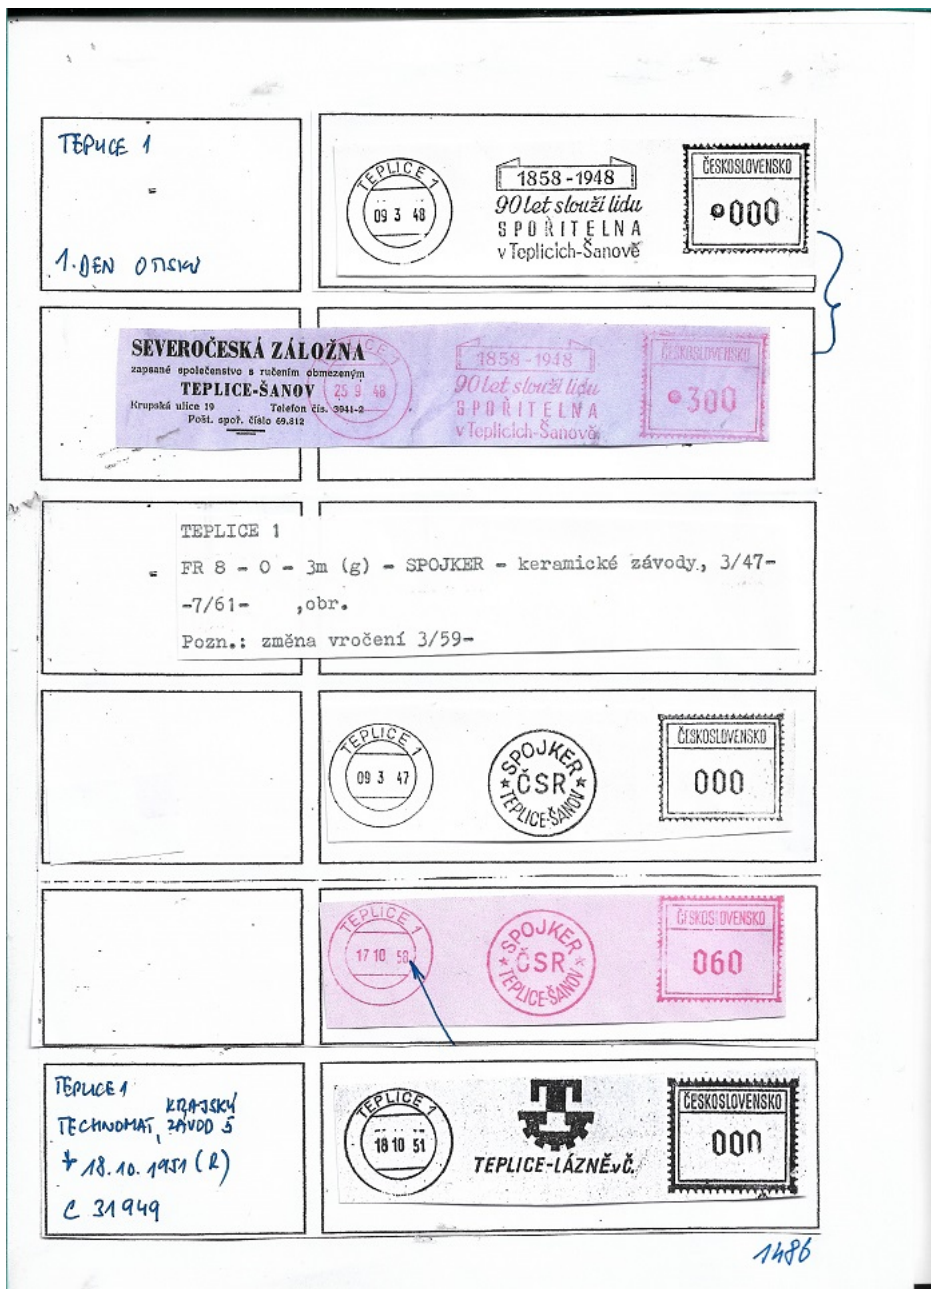 TEPLICE 1
=
1. DEN OTISKU
TEPLICE 1
09 3 48
1858-1948
90 let slouží lidu
SPOŘITELNA
v Teplicich-Šanově
ČESKOSLOVENSKO
000
SEVEROČESKÁ ZÁLOŽNA
zapsané společenstvo s ručením obmezeným
TEPLICE-ŠANOV
Krupská ulice 19 Telefon čís. 3941-2
Pošt. spoř. číslo 69.812
25 9 48
1858-1948
90 let slouží lidu
SPOŘITELNA
v Teplicich-Šanově
ČESKOSLOVENSKO
300
TEPLICE 1
= FR 8 - 0 - 3m (g) - SPOJKER - keramické závody, 3/47-
-7/61- ,obr.
Pozn.: změna vročení 3/59-
TEPLICE 1
09 3 47
SPOJKER
ČSR
TEPLICE-ŠANOV
ČESKOSLOVENSKO
000
TEPLICE 1
17 10 58
SPOJKER
ČSR
TEPLICE-ŠANOV
ČESKOSLOVENSKO
060
TEPLICE 1
KRAJSKÝ
TECHNOMAT, ZÁVOD 5
18.10.1951 (R)
C 31949
TEPLICE 1
18 10 51
TEPLICE-LÁZNĚ v Č.
ČESKOSLOVENSKO
000
1486